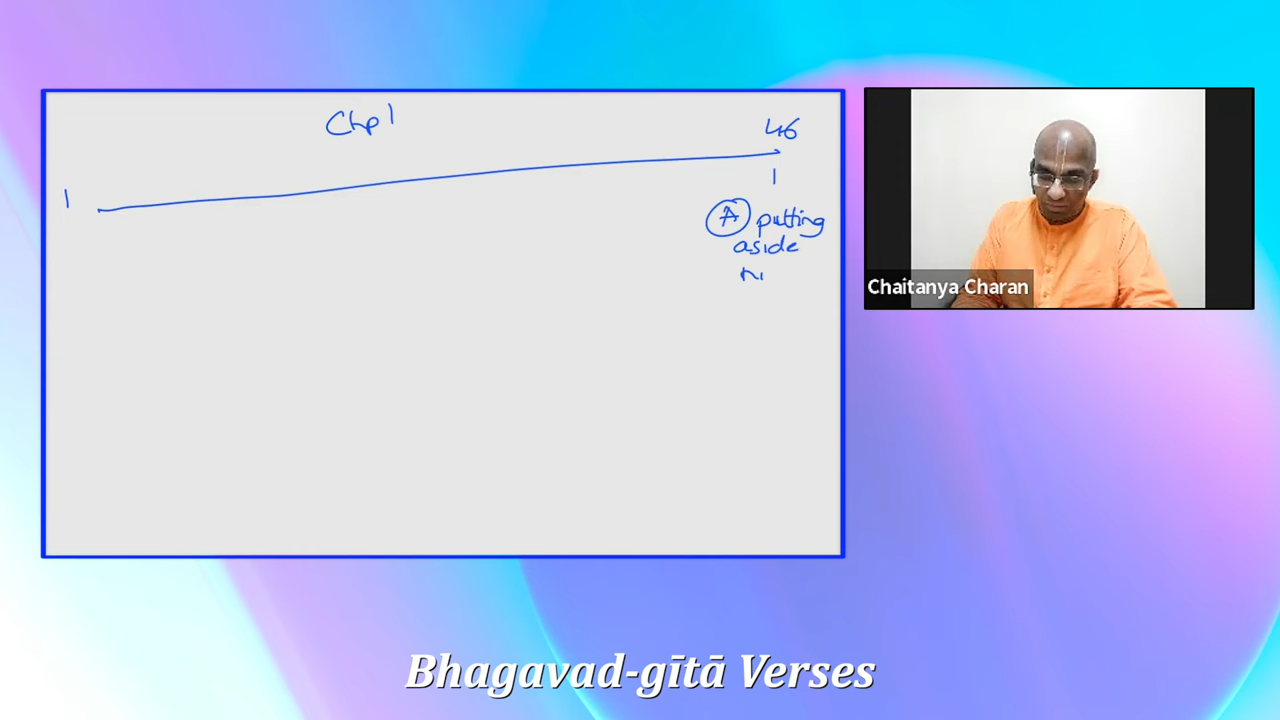 Chp 1
46
1
1
A putting
aside
Chaitanya Charan
Bhagavad-gītā Verses